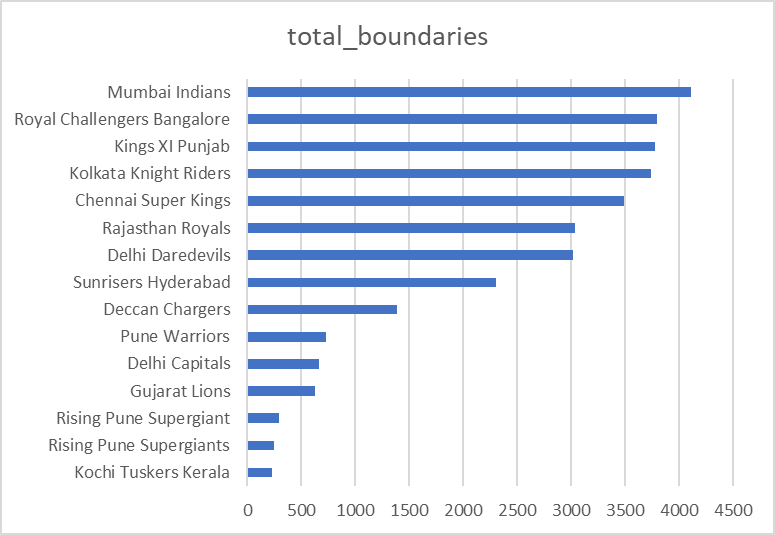 total_boundaries
Mumbai Indians
Royal Challengers Bangalore
Kings XI Punjab
Kolkata Knight Riders
Chennai Super Kings
Rajasthan Royals
Delhi Daredevils
Sunrisers Hyderabad
Deccan Chargers
Pune Warriors
Delhi Capitals
Gujarat Lions
Rising Pune Supergiant
Rising Pune Supergiants
Kochi Tuskers Kerala
0 500 1000 1500 2000 2500 3000 3500 4000 4500